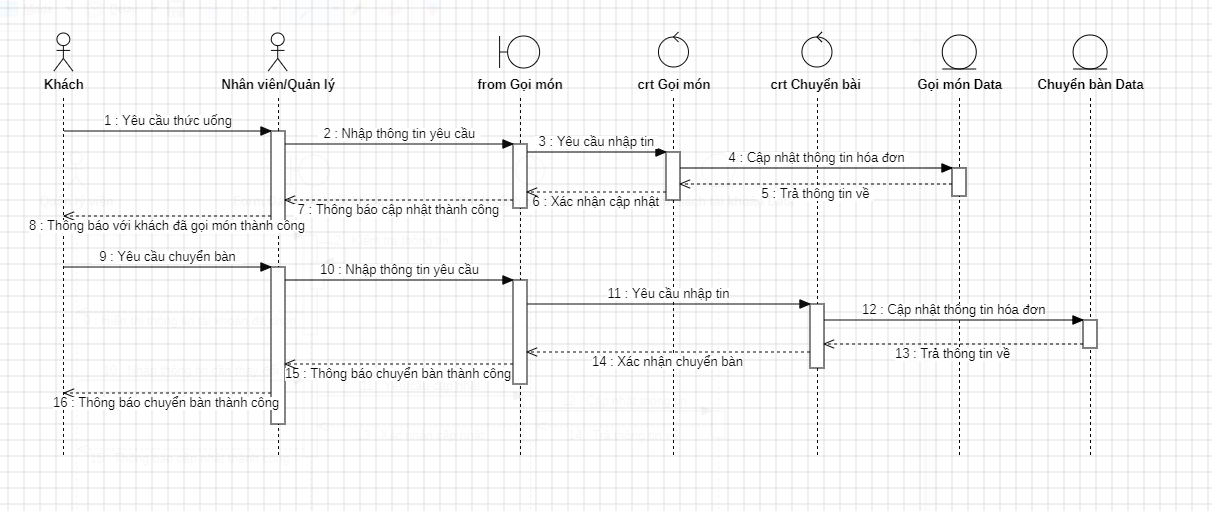 Khách
Nhân viên/Quản lý
from Gọi món
crt Gọi món
crt Chuyển bài
Gọi món Data
Chuyển bàn Data
1 : Yêu cầu thức uống
2 : Nhập thông tin yêu cầu
3 : Yêu cầu nhập tin
4 : Cập nhật thông tin hóa đơn
5 : Trả thông tin về
6 : Xác nhận cập nhật
7 : Thông báo cập nhật thành công
8 : Thông báo với khách đã gọi món thành công
9 : Yêu cầu chuyển bàn
10 : Nhập thông tin yêu cầu
11 : Yêu cầu nhập tin
12 : Cập nhật thông tin hóa đơn
13 : Trả thông tin về
14 : Xác nhận chuyển bàn
15 : Thông báo chuyển bàn thành công
16 : Thông báo chuyển bàn thành công